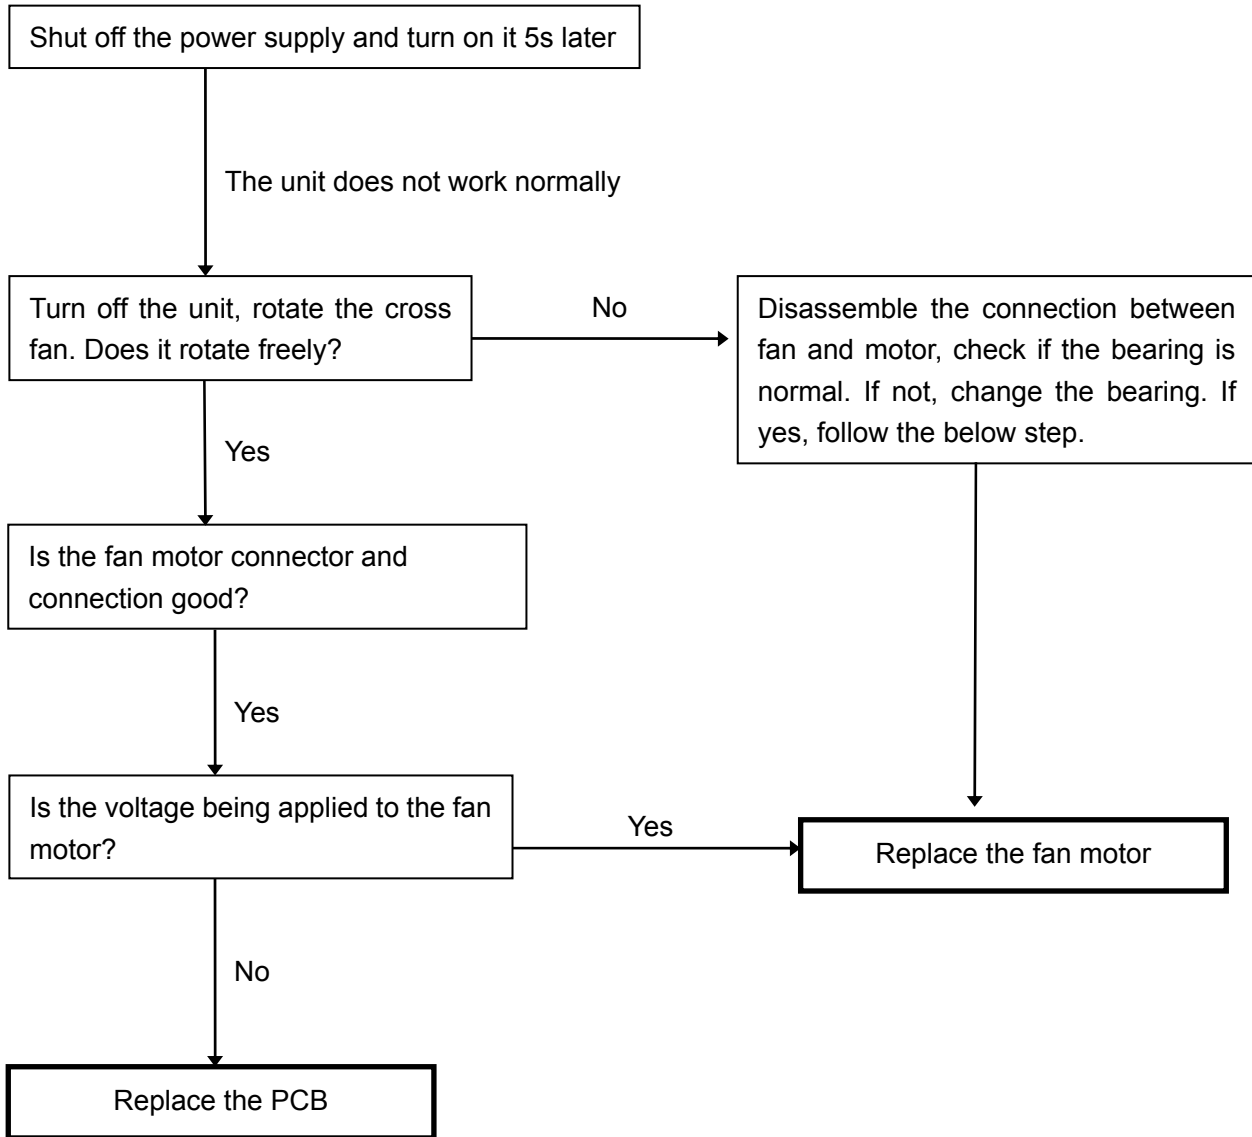 Shut off the power supply and turn on it 5s later
The unit does not work normally
Turn off the unit, rotate the cross
fan. Does it rotate freely?
No
Disassemble the connection between
fan and motor, check if the bearing is
normal. If not, change the bearing. If
yes, follow the below step.
Yes
Is the fan motor connector and
connection good?
Yes
Is the voltage being applied to the fan
motor?
Yes
Replace the fan motor
No
Replace the PCB